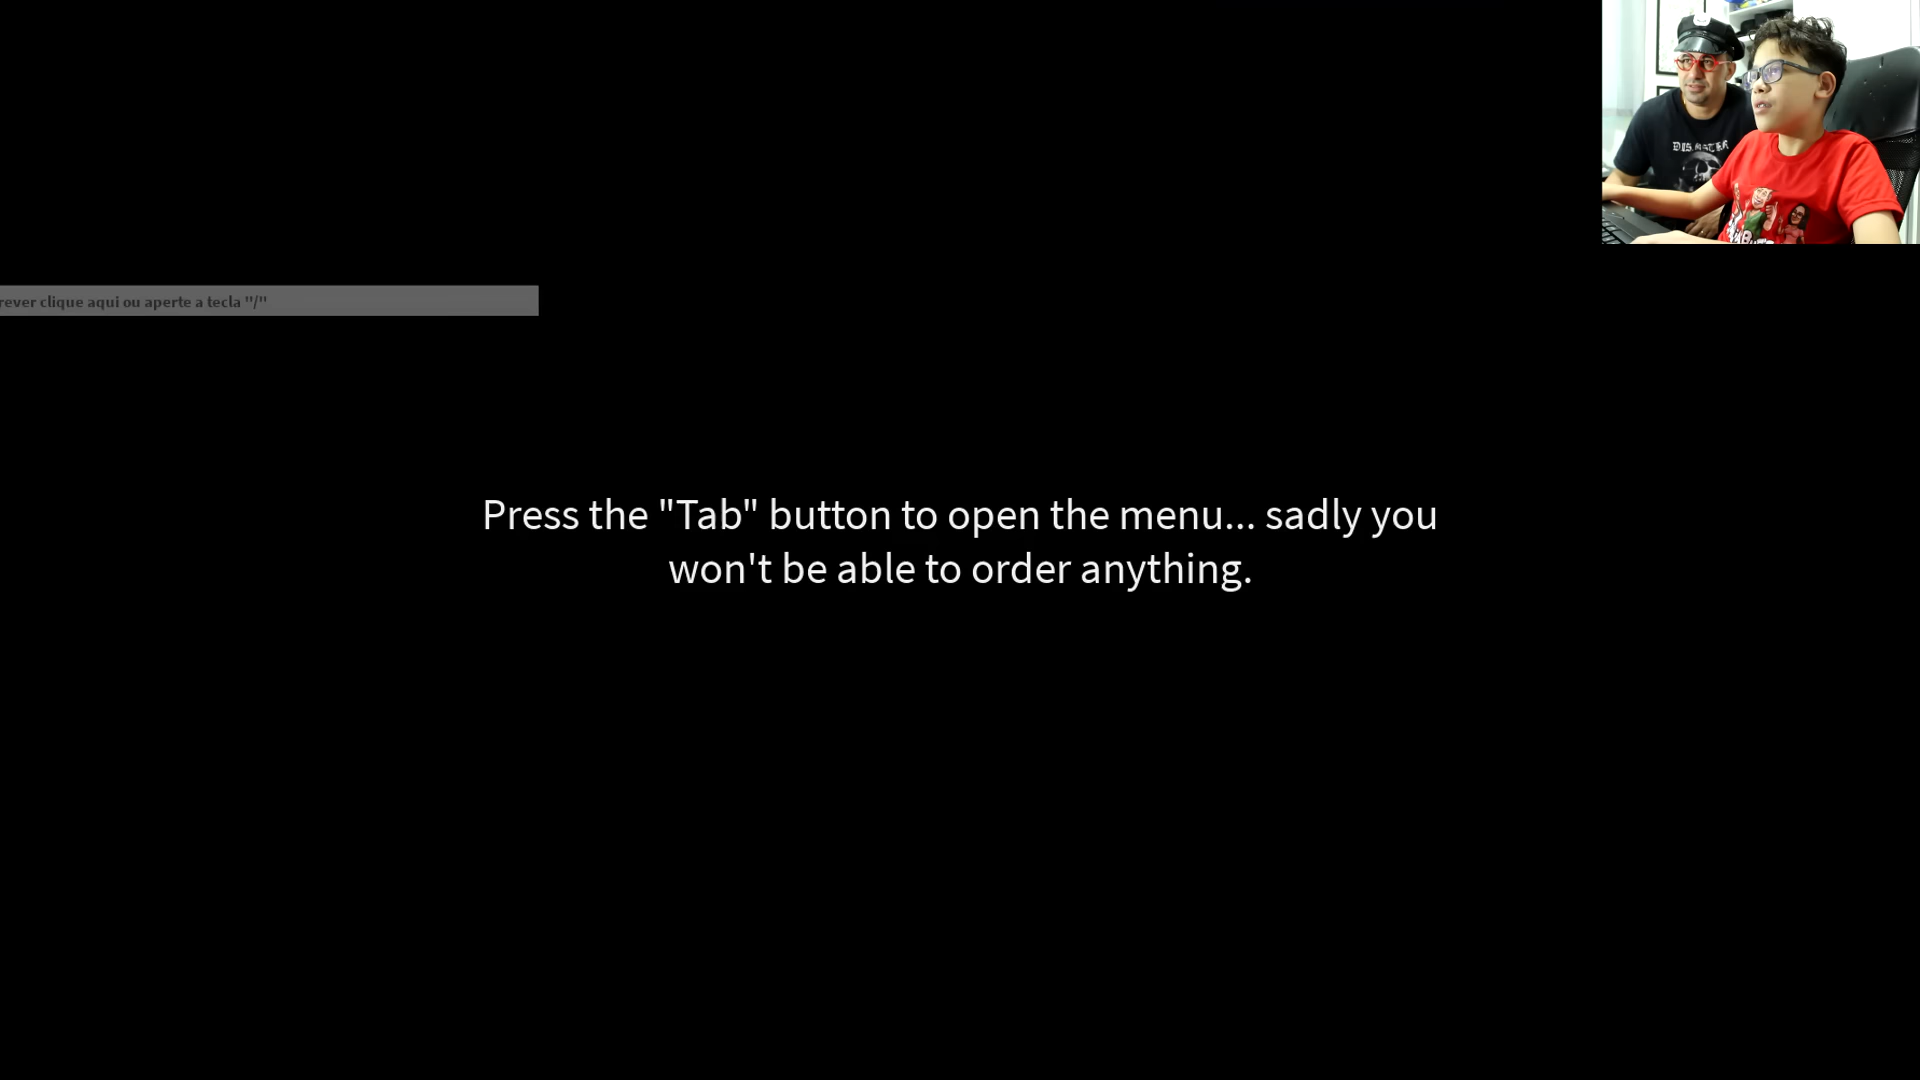 DISASTER
rever clique aqui ou aperte a tecla "/"
Press the "Tab" button to open the menu... sadly you
won't be able to order anything.